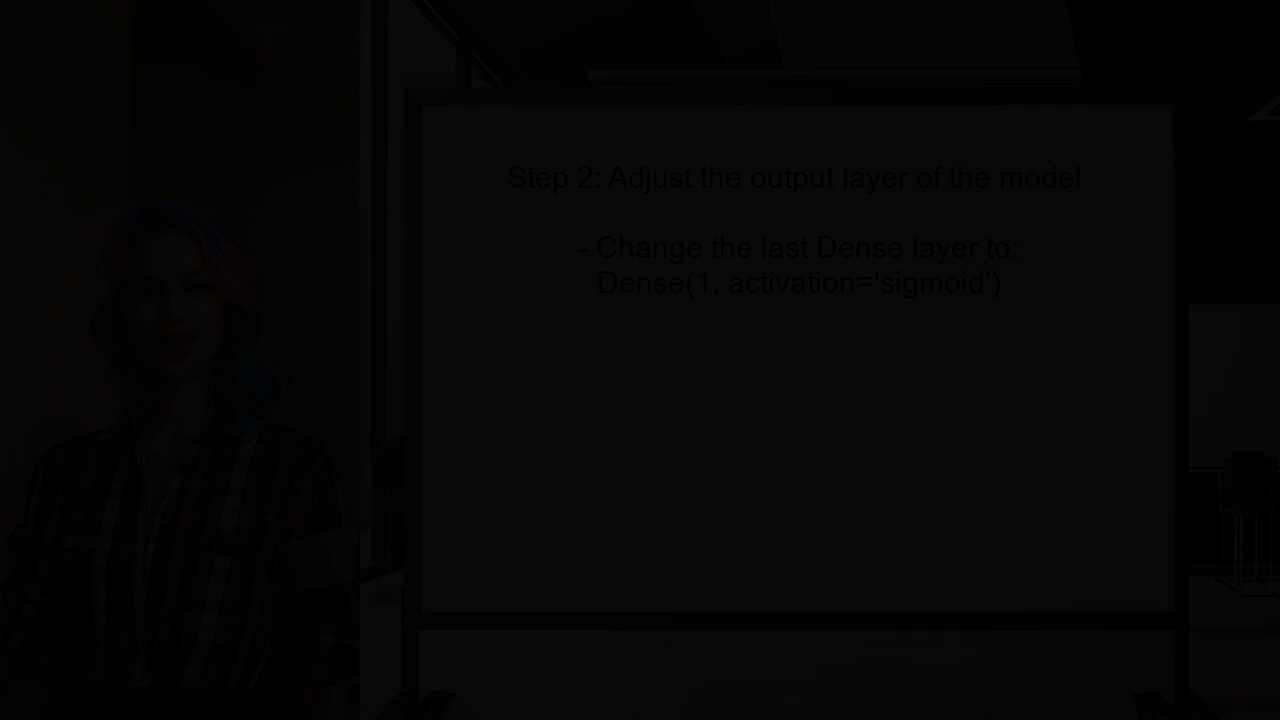 Step 2: Adjust the output layer of the model
- Change the last Dense layer to:
Dense(1, activation='sigmoid')